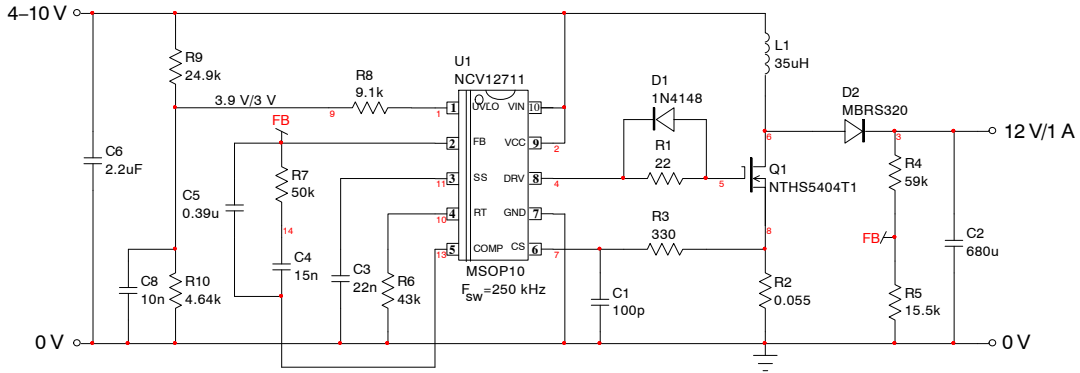 4–10 V
R9
24.9k
3.9 V/3 V
9
R8
9.1k
1
U1
NCV12711
1 UVLO VIN 10
2 FB VCC 9
3 SS DRV 8
4 RT GND 7
5 COMP CS 6
MSOP10
Fsw=250 kHz
11
10
13
2
4
7
FB
C6
2.2uF
C5
0.39u
R7
50k
14
C4
15n
C8
10n
R10
4.64k
C3
22n
R6
43k
0 V
D1
1N4148
R1
22
5
R3
330
C1
100p
L1
35uH
6
D2
MBRS320
3
12 V/1 A
Q1
NTHS5404T1
8
R2
0.055
R4
59k
FB
R5
15.5k
C2
680u
0 V